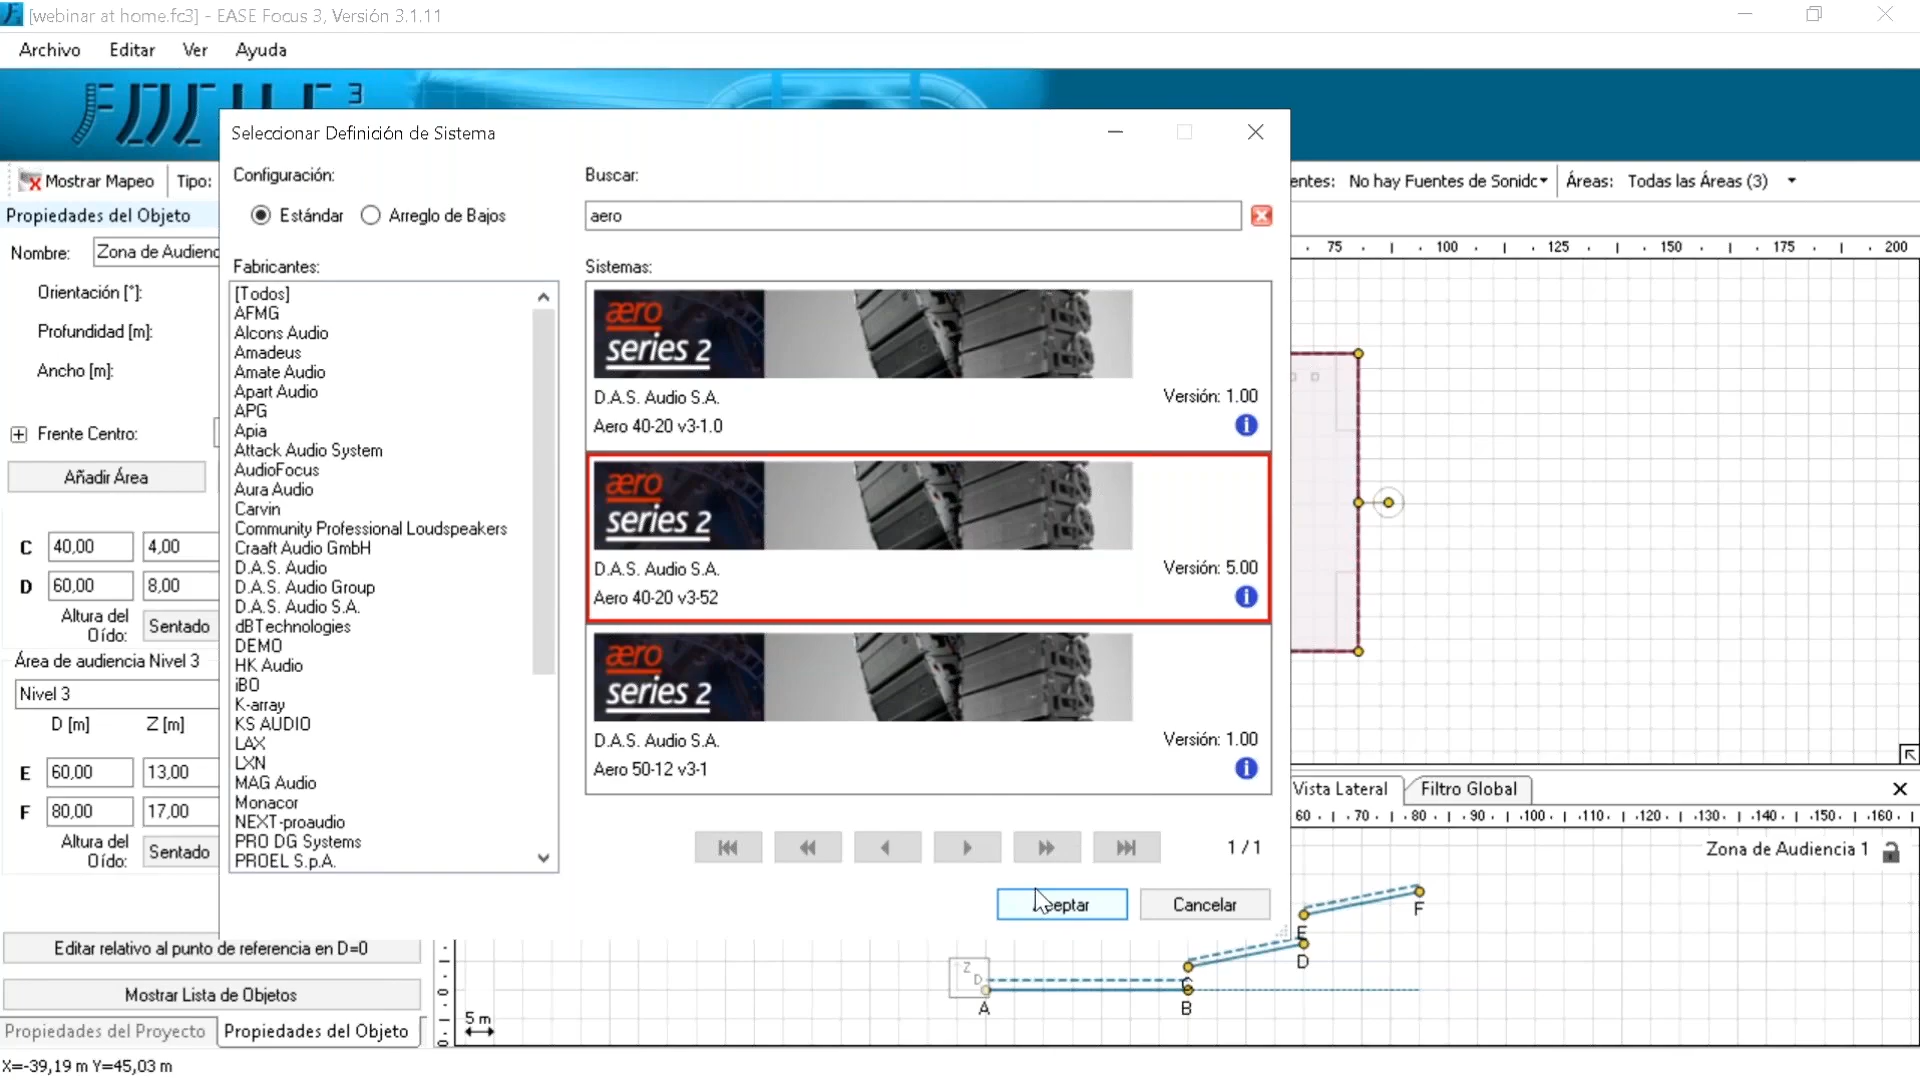 [webinar at home.fc3] - EASE Focus 3, Versión 3.1.11
Archivo Editar Ver Ayuda
3
Seleccionar Definición de Sistema
Mostrar Mapeo Tipo:
entes: No hay Fuentes de Sonidc Áreas: Todas las Áreas (3)
Configuración:
Estándar Arreglo de Bajos
Buscar:
aero
Fabricantes:
[Todos]
AFMG
Alcons Audio
Amadeus
Amate Audio
Apart Audio
APG
Apia
Attack Audio System
AudioFocus
Aura Audio
Carvin
Community Professional Loudspeakers
Craaft Audio GmbH
D.A.S. Audio
D.A.S. Audio Group
D.A.S. Audio S.A.
dBTechnologies
DEMO
HK Audio
iBO
K-array
KS AUDIO
LAX
LXN
MAG Audio
Monacor
NEXT-proaudio
PRO DG Systems
PROEL S.p.A.
Sistemas:
aero
series 2
D.A.S. Audio S.A. Versión: 1.00
Aero 40-20 v3-1.0
aero
series 2
D.A.S. Audio S.A. Versión: 5.00
Aero 40-20 v3-52
aero
series 2
D.A.S. Audio S.A. Versión: 1.00
Aero 50-12 v3-1
1 / 1
Cancelar
Propiedades del Objeto
Nombre: Zona de Audienc
Orientación [°]:
Profundidad [m]:
Ancho [m]:
Frente Centro:
Añadir Área
C 40,00 4,00
D 60,00 8,00
Altura del
Oído: Sentado
Área de audiencia Nivel 3
Nivel 3
D [m] Z [m]
E 60,00 13,00
F 80,00 17,00
Altura del
Oído: Sentado
Editar relativo al punto de referencia en D=0
Mostrar Lista de Objetos
Propiedades del Proyecto Propiedades del Objeto
X=-39,19 m Y=45,03 m
75 100 125 150 175 200
Vista Lateral Filtro Global
60 70 80 90 100 110 120 130 140 150 160
Zona de Audiencia 1
F
E
D
C
Z
D
A B
0
5 m